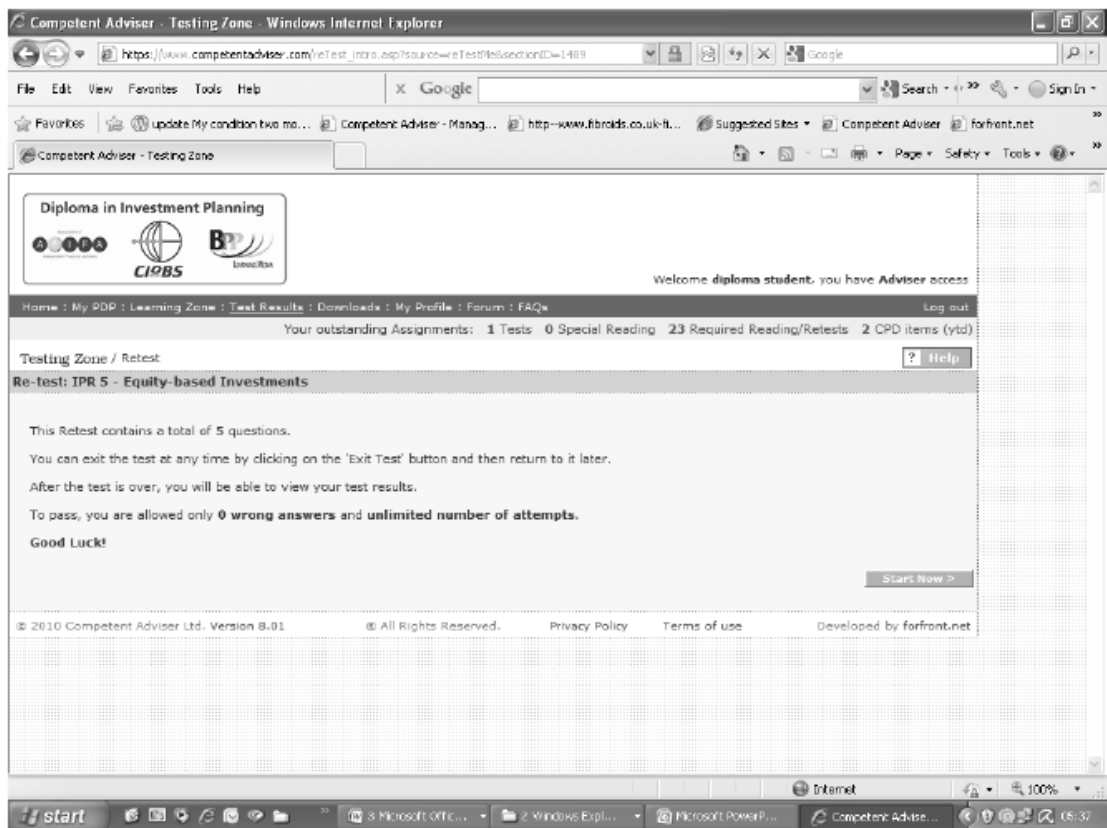 Competent Adviser - Testing Zone - Windows Internet Explorer
https://www.competentadviser.com/reTest_intro.asp?source=reTestMe&sectionID=1489
Google
File Edit View Favorites Tools Help
x Google
Search
Sign In
Favorites
update My condition two mo...
Competent Adviser - Manag...
http--www.fibroids.co.uk-fi...
Suggested Sites
Competent Adviser
forfront.net
Competent Adviser - Testing Zone
Page Safety Tools
Diploma in Investment Planning
AIFA
CIOBS
BPP
Learning Media
Welcome diploma student, you have Adviser access
Home : My PDP : Learning Zone : Test Results : Downloads : My Profile : Forum : FAQs
Log out
Your outstanding Assignments: 1 Tests 0 Special Reading 23 Required Reading/Retests 2 CPD items (ytd)
Testing Zone / Retest
? Help
Re-test: IPR 5 - Equity-based Investments
This Retest contains a total of 5 questions.
You can exit the test at any time by clicking on the 'Exit Test' button and then return to it later.
After the test is over, you will be able to view your test results.
To pass, you are allowed only 0 wrong answers and unlimited number of attempts.
Good Luck!
Start Now >
© 2010 Competent Adviser Ltd. Version 8.01
® All Rights Reserved.
Privacy Policy
Terms of use
Developed by forfront.net
Internet
100%
start
3 Microsoft Offic...
2 Windows Expl...
Microsoft PowerP...
Competent Advise...
05:37